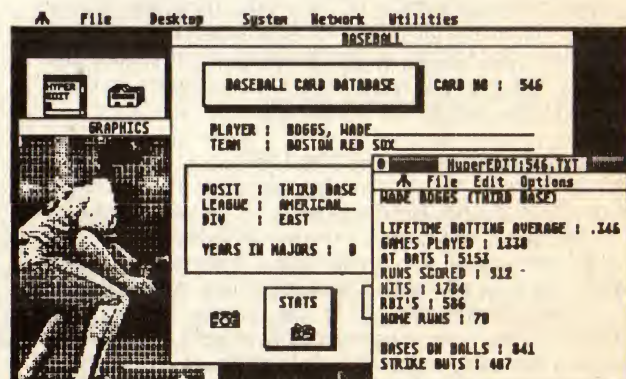 File Desktop System Network Utilities
BASEBALL
HYPER EDIT
BASEBALL CARD DATABASE
CARD NO : 546
GRAPHICS
PLAYER : BOGGS, WADE
TEAM : BOSTON RED SOX
POSIT : THIRD BASE
LEAGUE : AMERICAN
DIV : EAST
YEARS IN MAJORS : 8
STATS
HyperEDIT:546.TXT
File Edit Options
WADE BOGGS (THIRD BASE)
LIFETIME BATTING AVERAGE : .346
GAMES PLAYED : 1338
AT BATS : 5153
RUNS SCORED : 912
HITS : 1784
RBI'S : 586
HOME RUNS : 70
BASES ON BALLS : 841
STRIKE OUTS : 487